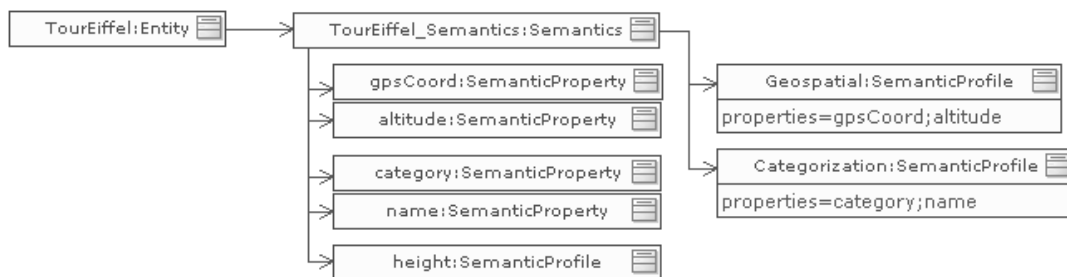 TourEiffel:Entity
TourEiffel_Semantics:Semantics
gpsCoord:SemanticProperty
altitude:SemanticProperty
category:SemanticProperty
name:SemanticProperty
height:SemanticProfile
Geospatial:SemanticProfile
properties=gpsCoord;altitude
Categorization:SemanticProfile
properties=category;name